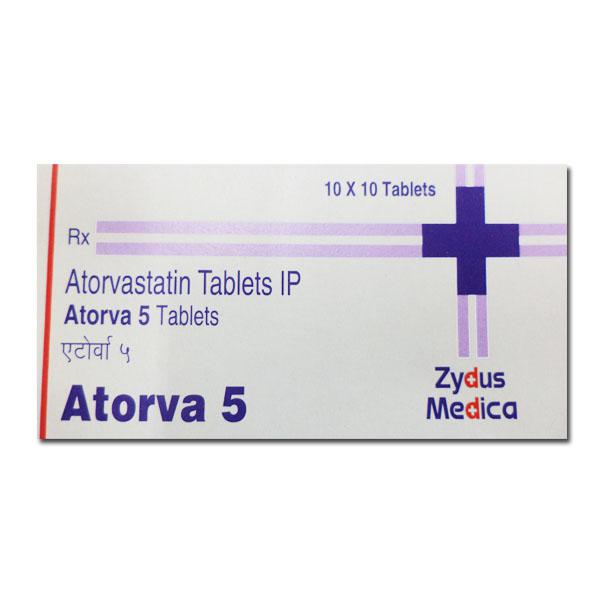 10 X 10 Tablets
Rx
Atorvastatin Tablets IP
Atorva 5 Tablets
एटोर्वा ५
Atorva 5
Zydus
Medica